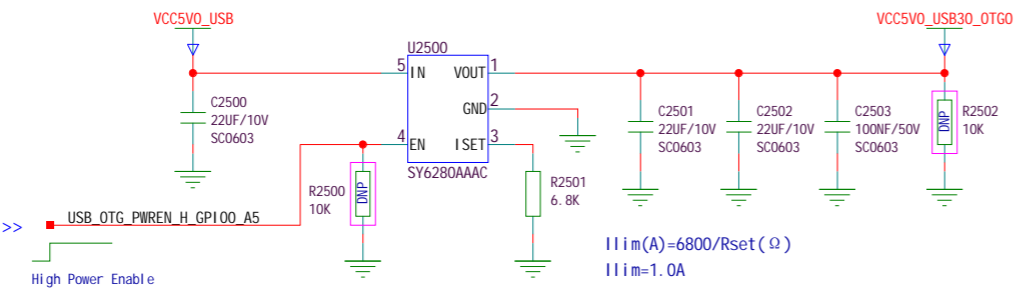 VCC5V0_USB
VCC5V0_USB30_OTG0
U2500
5 IN VOUT 1
GND 2
4 EN ISET 3
SY6280AAAC
C2500
22UF/10V
SC0603
C2501
22UF/10V
SC0603
C2502
22UF/10V
SC0603
C2503
100NF/50V
SC0603
DNP
R2502
10K
R2500
10K
DNP
R2501
6.8K
>>
USB_OTG_PWREN_H_GPIO0_A5
High Power Enable
Ilim(A)=6800/Rset(Ω)
Ilim=1.0A